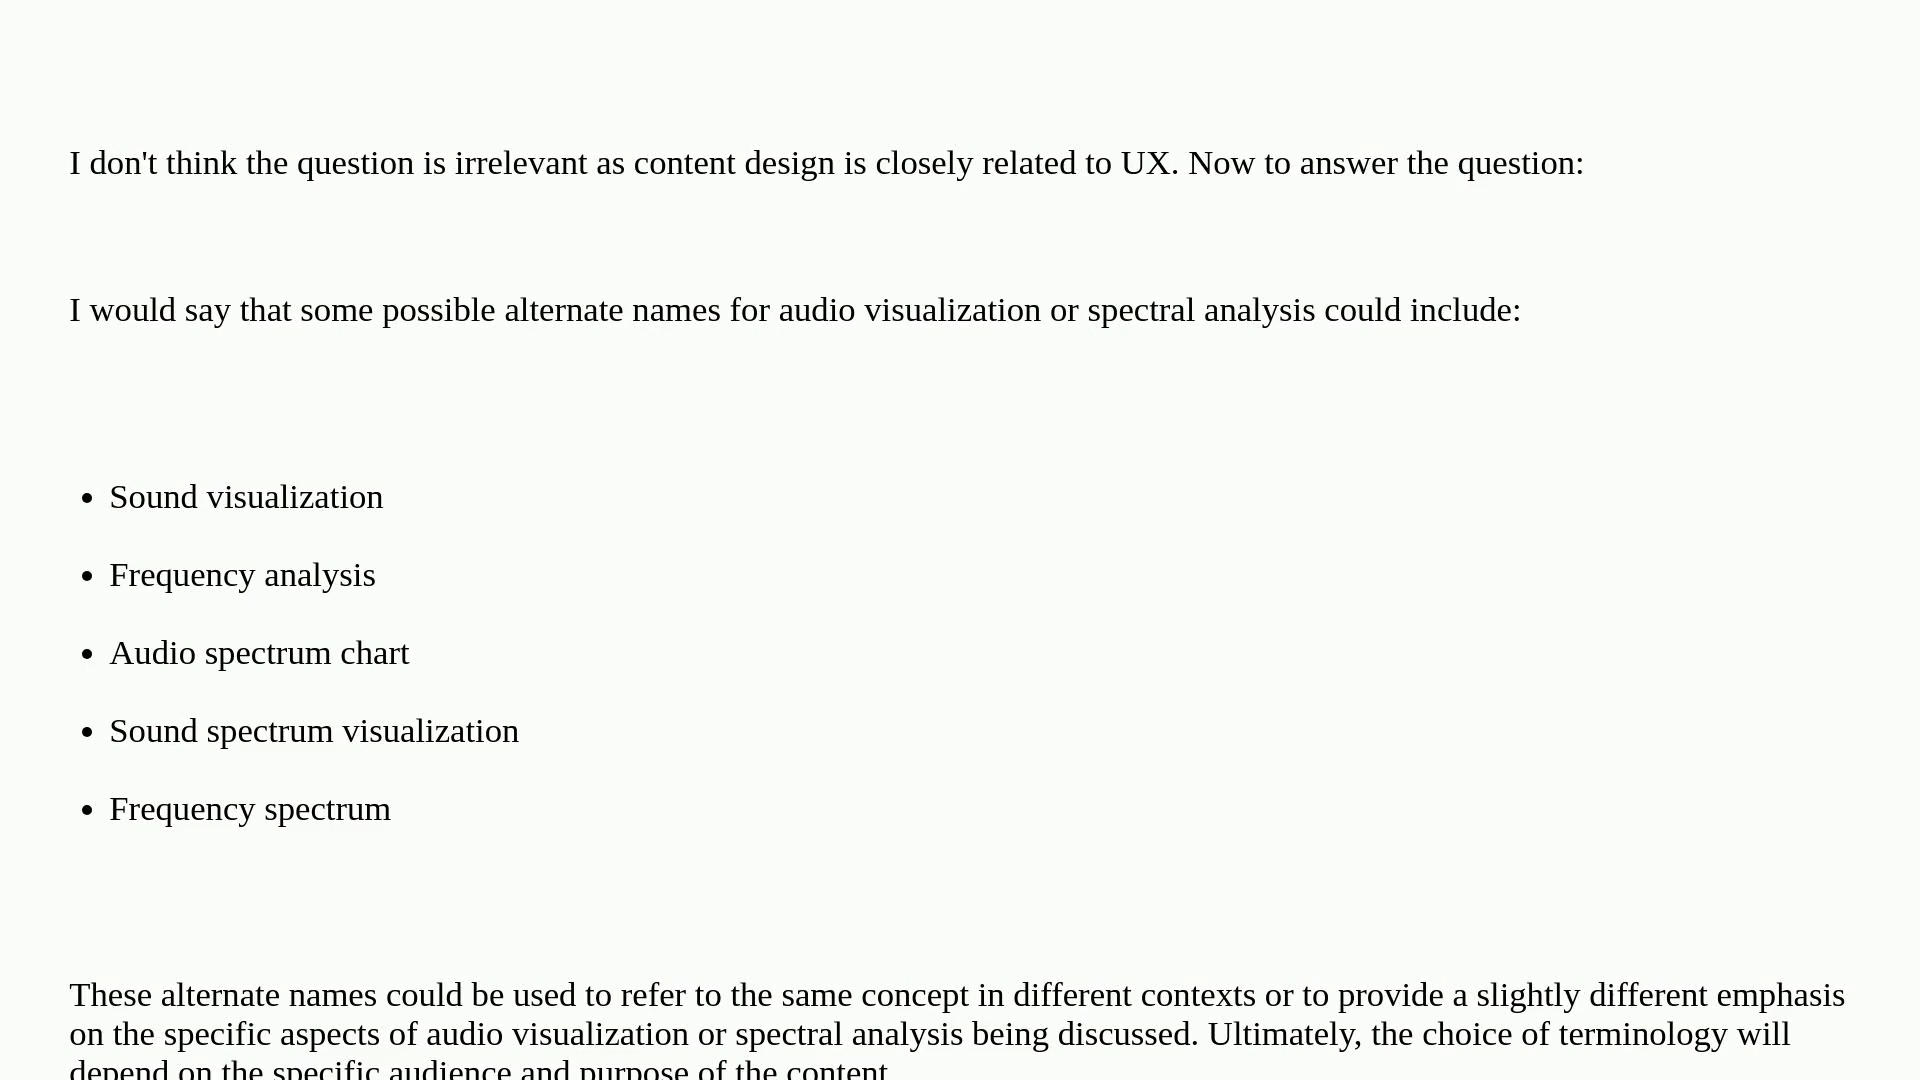 I don't think the question is irrelevant as content design is closely related to UX. Now to answer the question:
I would say that some possible alternate names for audio visualization or spectral analysis could include:
• Sound visualization
• Frequency analysis
• Audio spectrum chart
• Sound spectrum visualization
• Frequency spectrum
These alternate names could be used to refer to the same concept in different contexts or to provide a slightly different emphasis
on the specific aspects of audio visualization or spectral analysis being discussed. Ultimately, the choice of terminology will
depend on the specific audience and purpose of the content